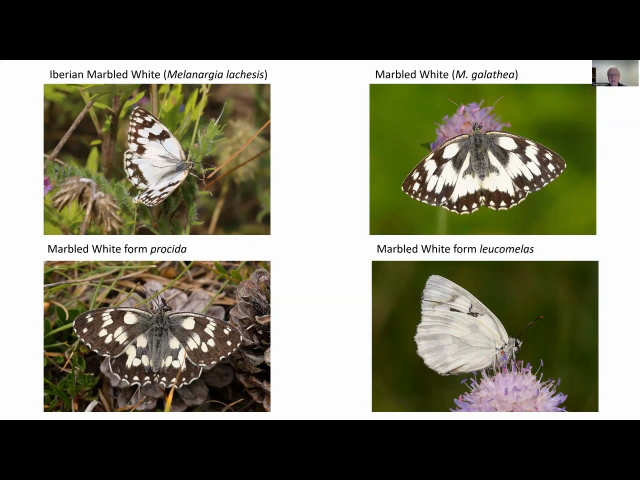 Iberian Marbled White (Melanargia lachesis)
Marbled White (M. galathea)
Marbled White form procida
Marbled White form leucomelas